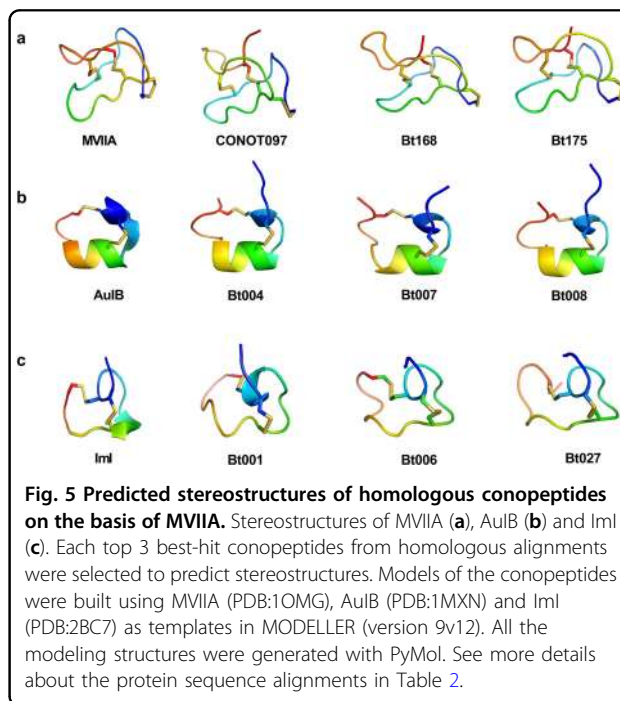 a
MVIIA CONOT097 Bt168 Bt175
b
AuIB Bt004 Bt007 Bt008
c
ImI Bt001 Bt006 Bt027
Fig. 5 Predicted stereostructures of homologous conopeptides
on the basis of MVIIA. Stereostructures of MVIIA (a), AuIB (b) and ImI
(c). Each top 3 best-hit conopeptides from homologous alignments
were selected to predict stereostructures. Models of the conopeptides
were built using MVIIA (PDB:1OMG), AuIB (PDB:1MXN) and ImI
(PDB:2BC7) as templates in MODELLER (version 9v12). All the
modeling structures were generated with PyMol. See more details
about the protein sequence alignments in Table 2.